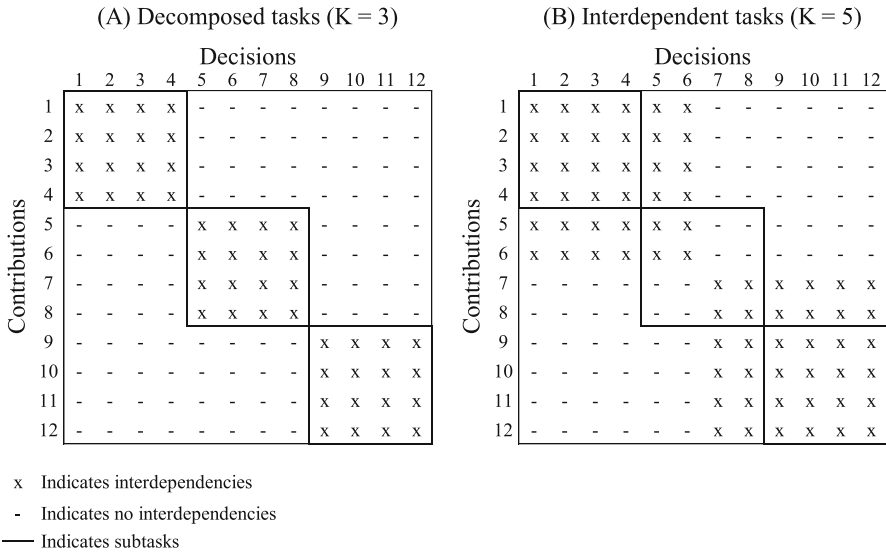 (A) Decomposed tasks (K = 3)
Decisions
1 2 3 4 5 6 7 8 9 10 11 12
Contributions
1 x x x x - - - - - - - -
2 x x x x - - - - - - - -
3 x x x x - - - - - - - -
4 x x x x - - - - - - - -
5 - - - - x x x x - - - -
6 - - - - x x x x - - - -
7 - - - - x x x x - - - -
8 - - - - x x x x - - - -
9 - - - - - - - - x x x x
10 - - - - - - - - x x x x
11 - - - - - - - - x x x x
12 - - - - - - - - x x x x
(B) Interdependent tasks (K = 5)
Decisions
1 2 3 4 5 6 7 8 9 10 11 12
Contributions
1 x x x x x x - - - - - -
2 x x x x x x - - - - - -
3 x x x x x x - - - - - -
4 x x x x x x - - - - - -
5 x x x x x x - - - - - -
6 x x x x x x - - - - - -
7 - - - - - - x x x x x x
8 - - - - - - x x x x x x
9 - - - - - - x x x x x x
10 - - - - - - x x x x x x
11 - - - - - - x x x x x x
12 - - - - - - x x x x x x
x Indicates interdependencies
- Indicates no interdependencies
Indicates subtasks